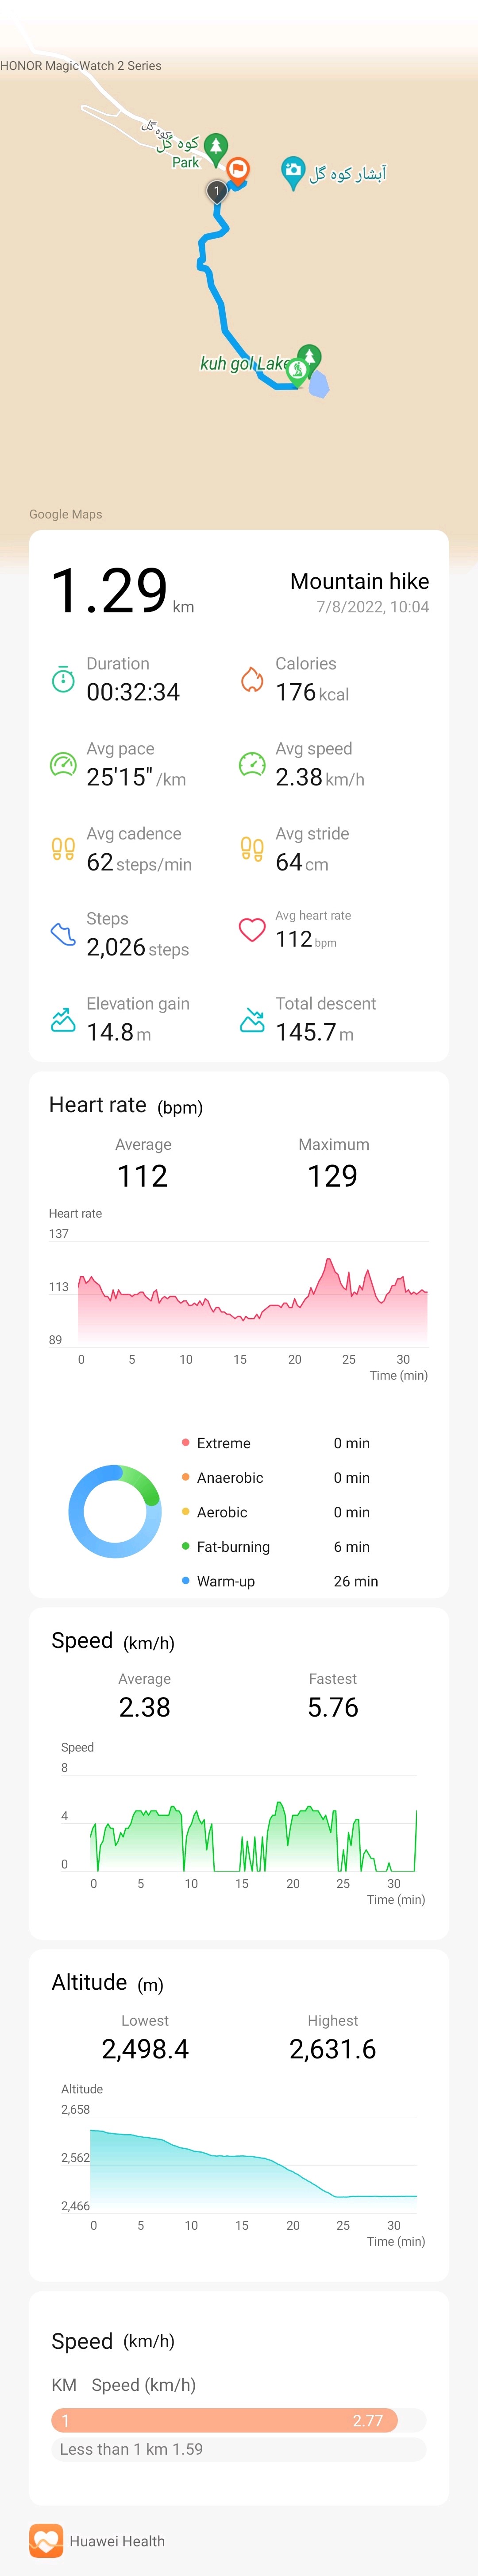 HONOR MagicWatch 2 Series
کوه گل
کوه گل
Park
آبشار کوه گل
1
kuh gol Lake
Google Maps
1.29 km
Mountain hike
7/8/2022, 10:04
Duration
00:32:34
Calories
176 kcal
Avg pace
25'15" /km
Avg speed
2.38 km/h
Avg cadence
62 steps/min
Avg stride
64 cm
Steps
2,026 steps
Avg heart rate
112 bpm
Elevation gain
14.8 m
Total descent
145.7 m
Heart rate (bpm)
Average Maximum
112 129
Heart rate
137
113
89
0 5 10 15 20 25 30
Time (min)
Extreme 0 min
Anaerobic 0 min
Aerobic 0 min
Fat-burning 6 min
Warm-up 26 min
Speed (km/h)
Average Fastest
2.38 5.76
Speed
8
4
0
0 5 10 15 20 25 30
Time (min)
Altitude (m)
Lowest Highest
2,498.4 2,631.6
Altitude
2,658
2,562
2,466
0 5 10 15 20 25 30
Time (min)
Speed (km/h)
KM Speed (km/h)
1 2.77
Less than 1 km 1.59
Huawei Health